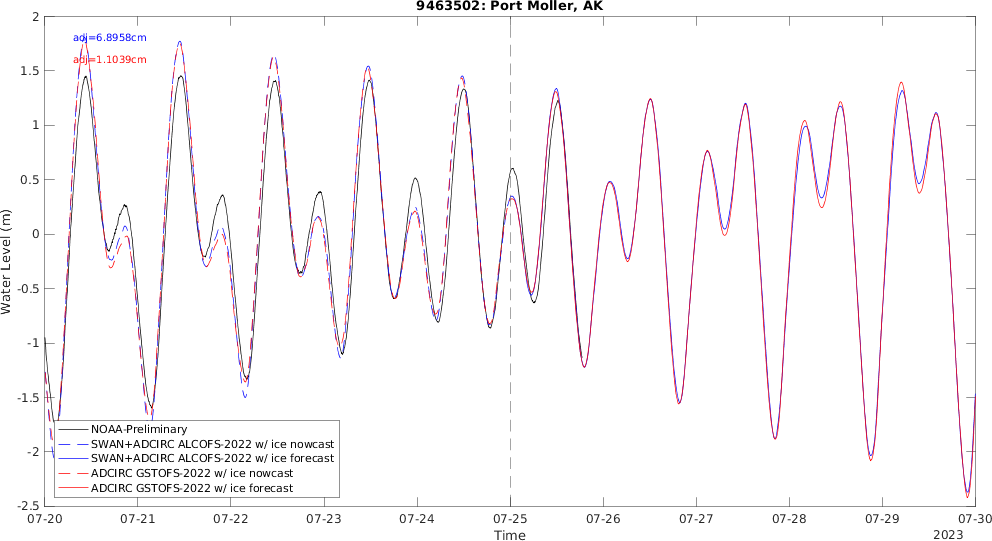 9463502: Port Moller, AK
adj=6.8958cm
adj=1.1039cm
2
1.5
1
0.5
0
-0.5
-1
-1.5
-2
-2.5
Water Level (m)
NOAA-Preliminary
SWAN+ADCIRC ALCOFS-2022 w/ ice nowcast
SWAN+ADCIRC ALCOFS-2022 w/ ice forecast
ADCIRC GSTOFS-2022 w/ ice nowcast
ADCIRC GSTOFS-2022 w/ ice forecast
07-20 07-21 07-22 07-23 07-24 07-25 07-26 07-27 07-28 07-29 07-30
Time
2023